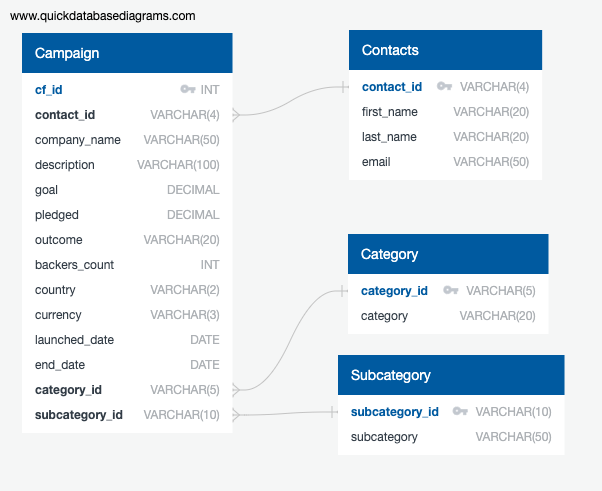 www.quickdatabasediagrams.com
Campaign
cf_id INT
contact_id VARCHAR(4)
company_name VARCHAR(50)
description VARCHAR(100)
goal DECIMAL
pledged DECIMAL
outcome VARCHAR(20)
backers_count INT
country VARCHAR(2)
currency VARCHAR(3)
launched_date DATE
end_date DATE
category_id VARCHAR(5)
subcategory_id VARCHAR(10)
Contacts
contact_id VARCHAR(4)
first_name VARCHAR(20)
last_name VARCHAR(20)
email VARCHAR(50)
Category
category_id VARCHAR(5)
category VARCHAR(20)
Subcategory
subcategory_id VARCHAR(10)
subcategory VARCHAR(50)